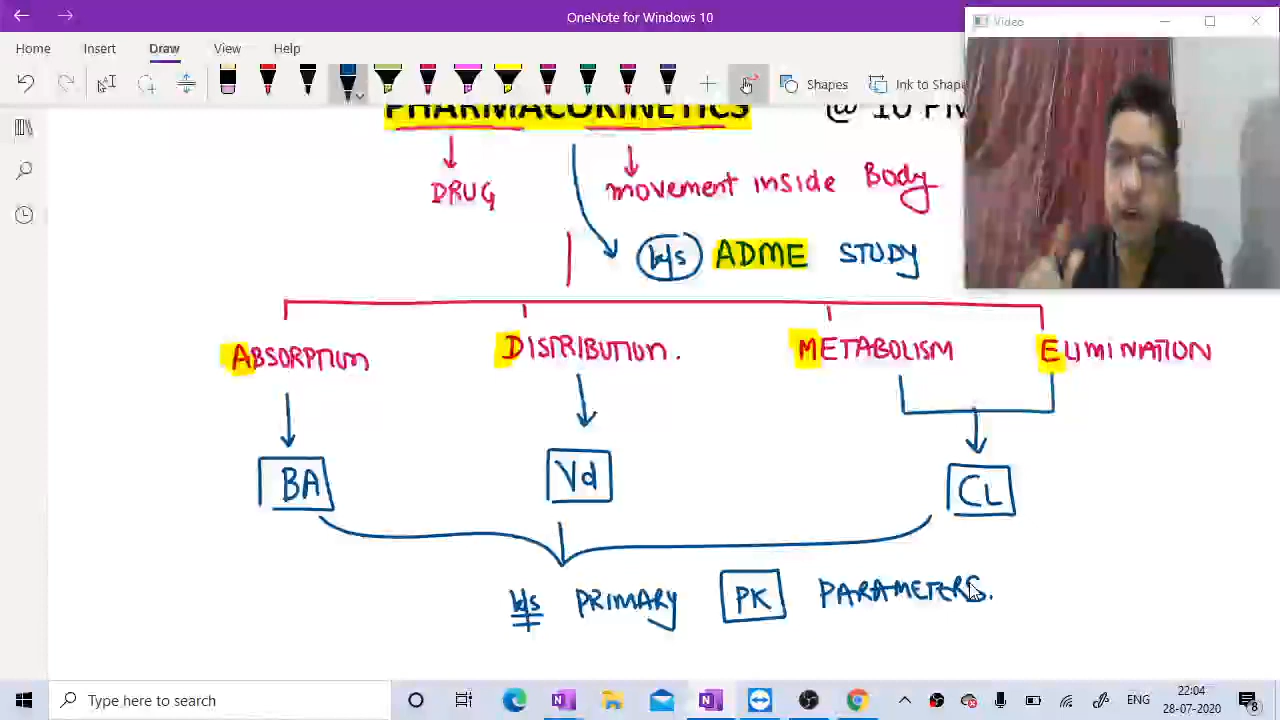 OneNote for Windows 10
Video
Home Insert Draw View Help
Shapes
Ink to Shape
PHARMACOKINETICS @ 10 PM
DRUG
movement inside Body
k/s ADME STUDY
ABSORPTION DISTRIBUTION. METABOLISM ELIMINATION
BA Vd CL
k/s PRIMARY PK PARAMETERS.
Type here to search
ENG
22:04
28-07-2020
8